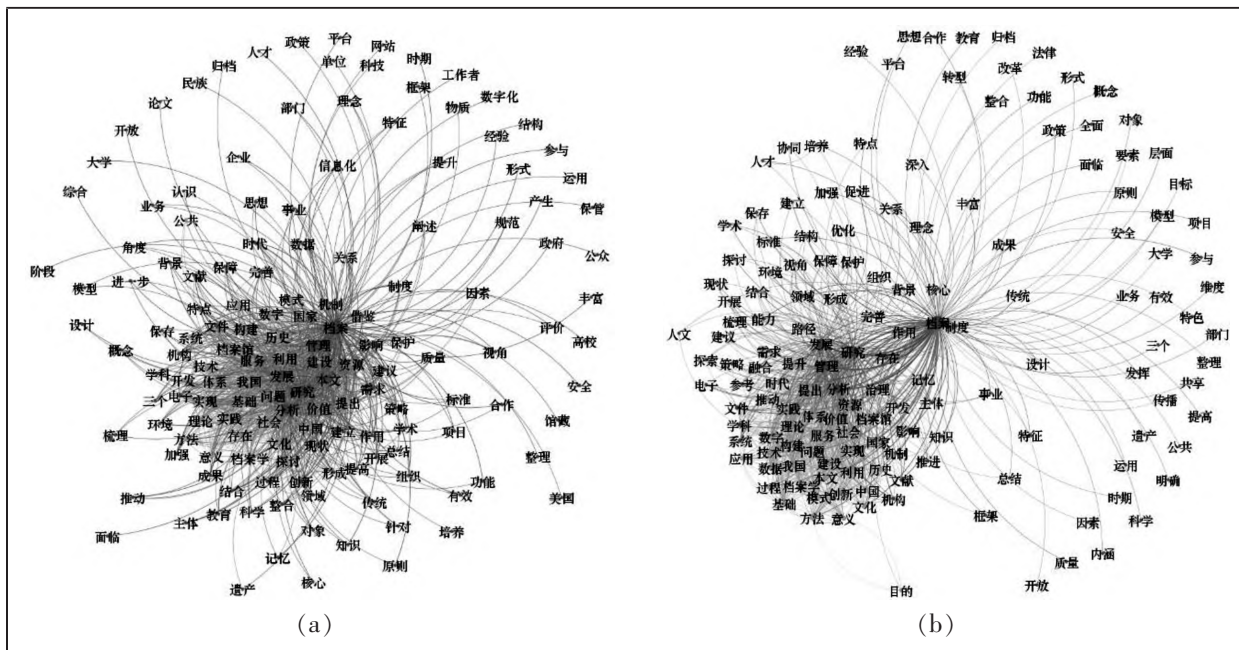 政策
平台
网站
人才
单位
科技
时期
归档
工作者
民族
框架
论文
部门
理念
物质
数字化
开放
特征
经验
结构
大学
企业
信息化
提升
参与
形式
运用
综合
认识
思想
事业
产生
保管
业务
公共
阐述
规范
角度
时代
数据
关系
政府
公众
阶段
背景
文献
保障
完善
制度
因素
模型
进一步
特点
应用
模式
机制
丰富
数字
国家
借鉴
设计
保存
文件
构建
历史
档案
评价
系统
管理
影响
保护
高校
概念
机构
档案馆
服务
利用
建设
资源
质量
视角
技术
建议
学科
开发
体系
我国
发展
本文
需求
安全
三个
电子
实现
基础
问题
研究
价值
提出
策略
标准
合作
环境
理论
实践
社会
分析
馆藏
梳理
方法
存在
文化
中国
建立
作用
学术
项目
加强
意义
档案学
探讨
现状
开展
总结
整理
成果
形成
提高
组织
功能
推动
结合
过程
创新
领域
有效
美国
主体
教育
科学
整合
传统
针对
面临
对象
培养
记忆
知识
原则
遗产
核心
(a)
思想
合作
教育
归档
经验
平台
转型
改革
法律
整合
功能
形式
概念
政策
全面
对象
协同
培养
特点
人才
深入
面临
要素
层面
加强
促进
目标
保存
建立
关系
丰富
原则
学术
标准
结构
优化
理念
模型
项目
探讨
成果
安全
环境
视角
保障
保护
大学
参与
现状
结合
组织
背景
核心
开展
领域
形成
传统
业务
有效
维度
人文
梳理
能力
路径
完善
特色
建议
作用
档案
制度
部门
发展
三个
探索
策略
融合
需求
提升
管理
研究
存在
设计
发挥
整理
电子
参考
时代
提出
分析
治理
记忆
共享
推动
开发
主体
事业
传播
提高
文件
实践
体系
价值
资源
档案馆
学科
理论
服务
社会
影响
知识
特征
遗产
公共
系统
数字
构建
问题
实现
国家
机制
应用
技术
推进
数据
我国
建设
利用
历史
文献
总结
运用
明确
过程
档案学
本文
中国
机构
时期
基础
模式
创新
文化
框架
方法
意义
因素
科学
内涵
质量
目的
开放
(b)